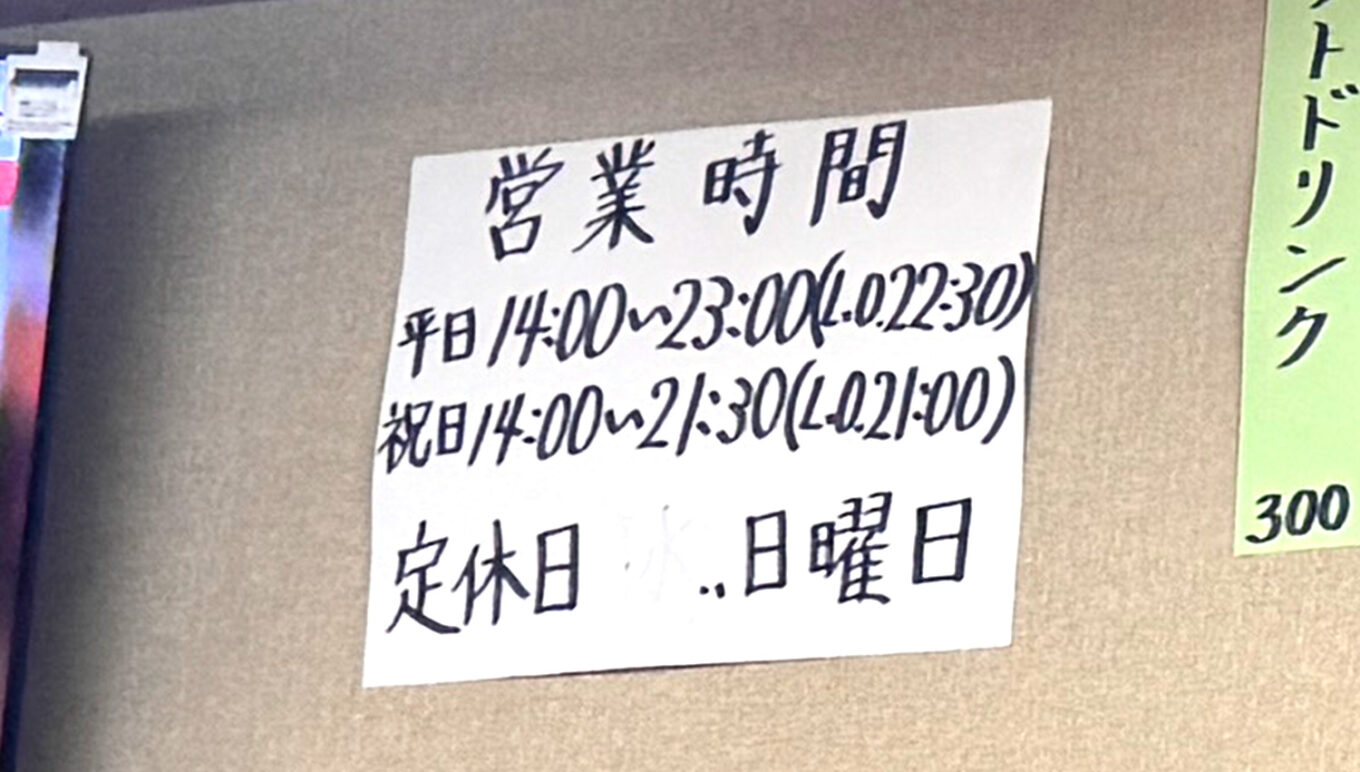 営業時間
平日14:00〜23:00(L.O.22:30)
祝日14:00〜21:30(L.O.21:00)
定休日 ..日曜日
トドリンク
300